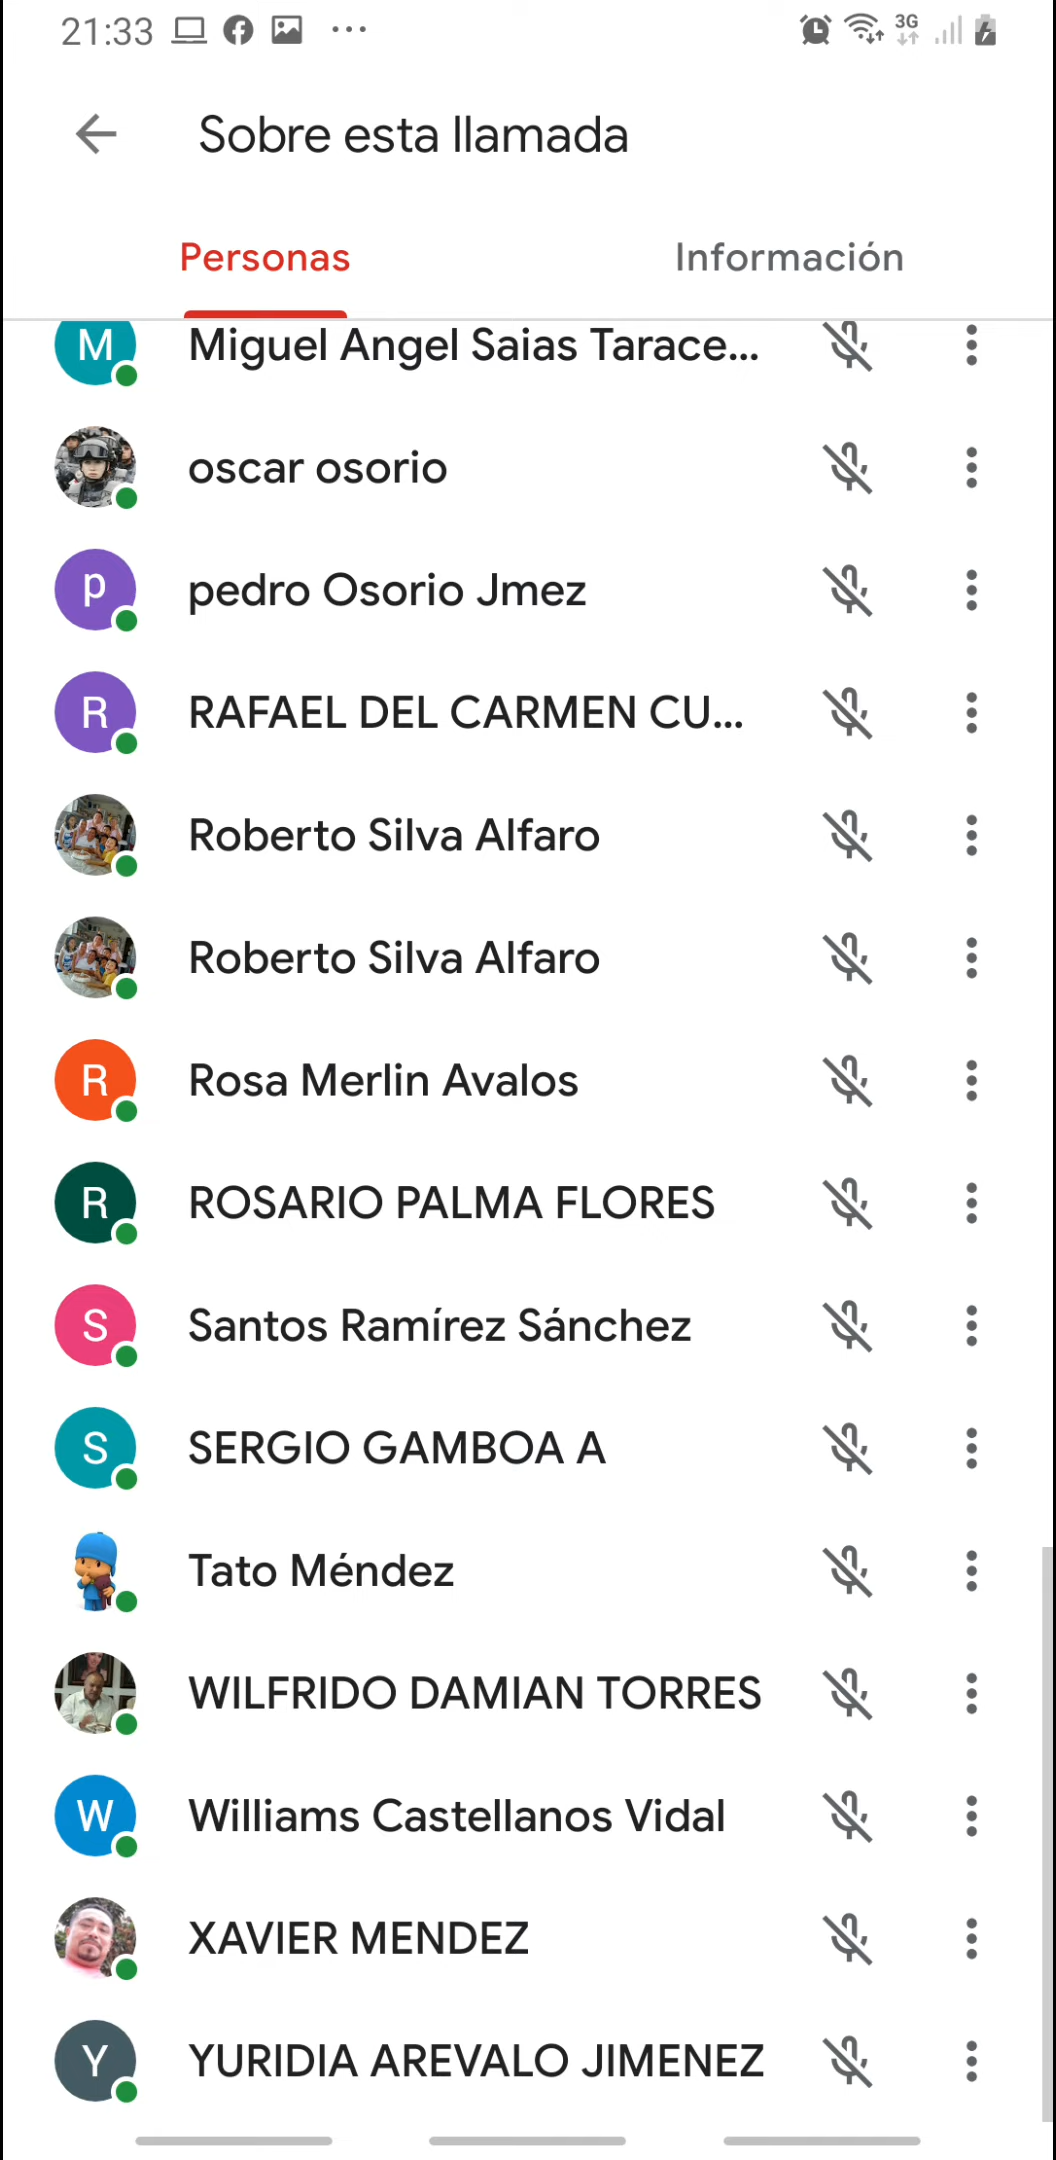 21:33
3G
Sobre esta llamada
Personas
Información
M
Miguel Angel Saias Tarace...
oscar osorio
p
pedro Osorio Jmez
R
RAFAEL DEL CARMEN CU...
Roberto Silva Alfaro
Roberto Silva Alfaro
R
Rosa Merlin Avalos
R
ROSARIO PALMA FLORES
S
Santos Ramírez Sánchez
S
SERGIO GAMBOA A
Tato Méndez
WILFRIDO DAMIAN TORRES
W
Williams Castellanos Vidal
XAVIER MENDEZ
Y
YURIDIA AREVALO JIMENEZ